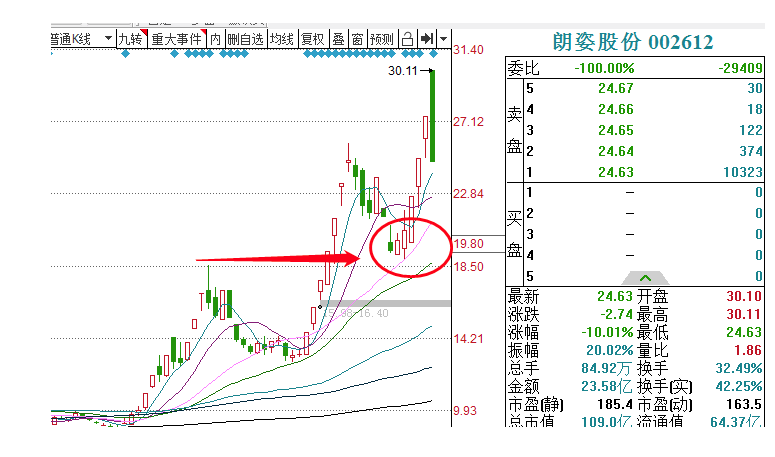 普通K线 九转 重大事件 内 删自选 均线 复权 叠 窗 预测
朗姿股份 002612
31.40
30.11
27.12
22.84
19.80
18.50
15.98-16.40
14.21
9.93
委比 -100.00% -29409
卖盘
5 24.67 30
4 24.66 18
3 24.65 122
2 24.64 374
1 24.63 10323
买盘
1 — 0
2 — 0
3 — 0
4 — 0
5 0
最新 24.63 开盘 30.10
涨跌 -2.74 最高 30.11
涨幅 -10.01% 最低 24.63
振幅 20.02% 量比 1.86
总手 84.92万 换手 32.49%
金额 23.58亿 换手(实) 42.25%
市盈(静) 185.4 市盈(动) 163.5
总市值 109.0亿 流通值 64.37亿